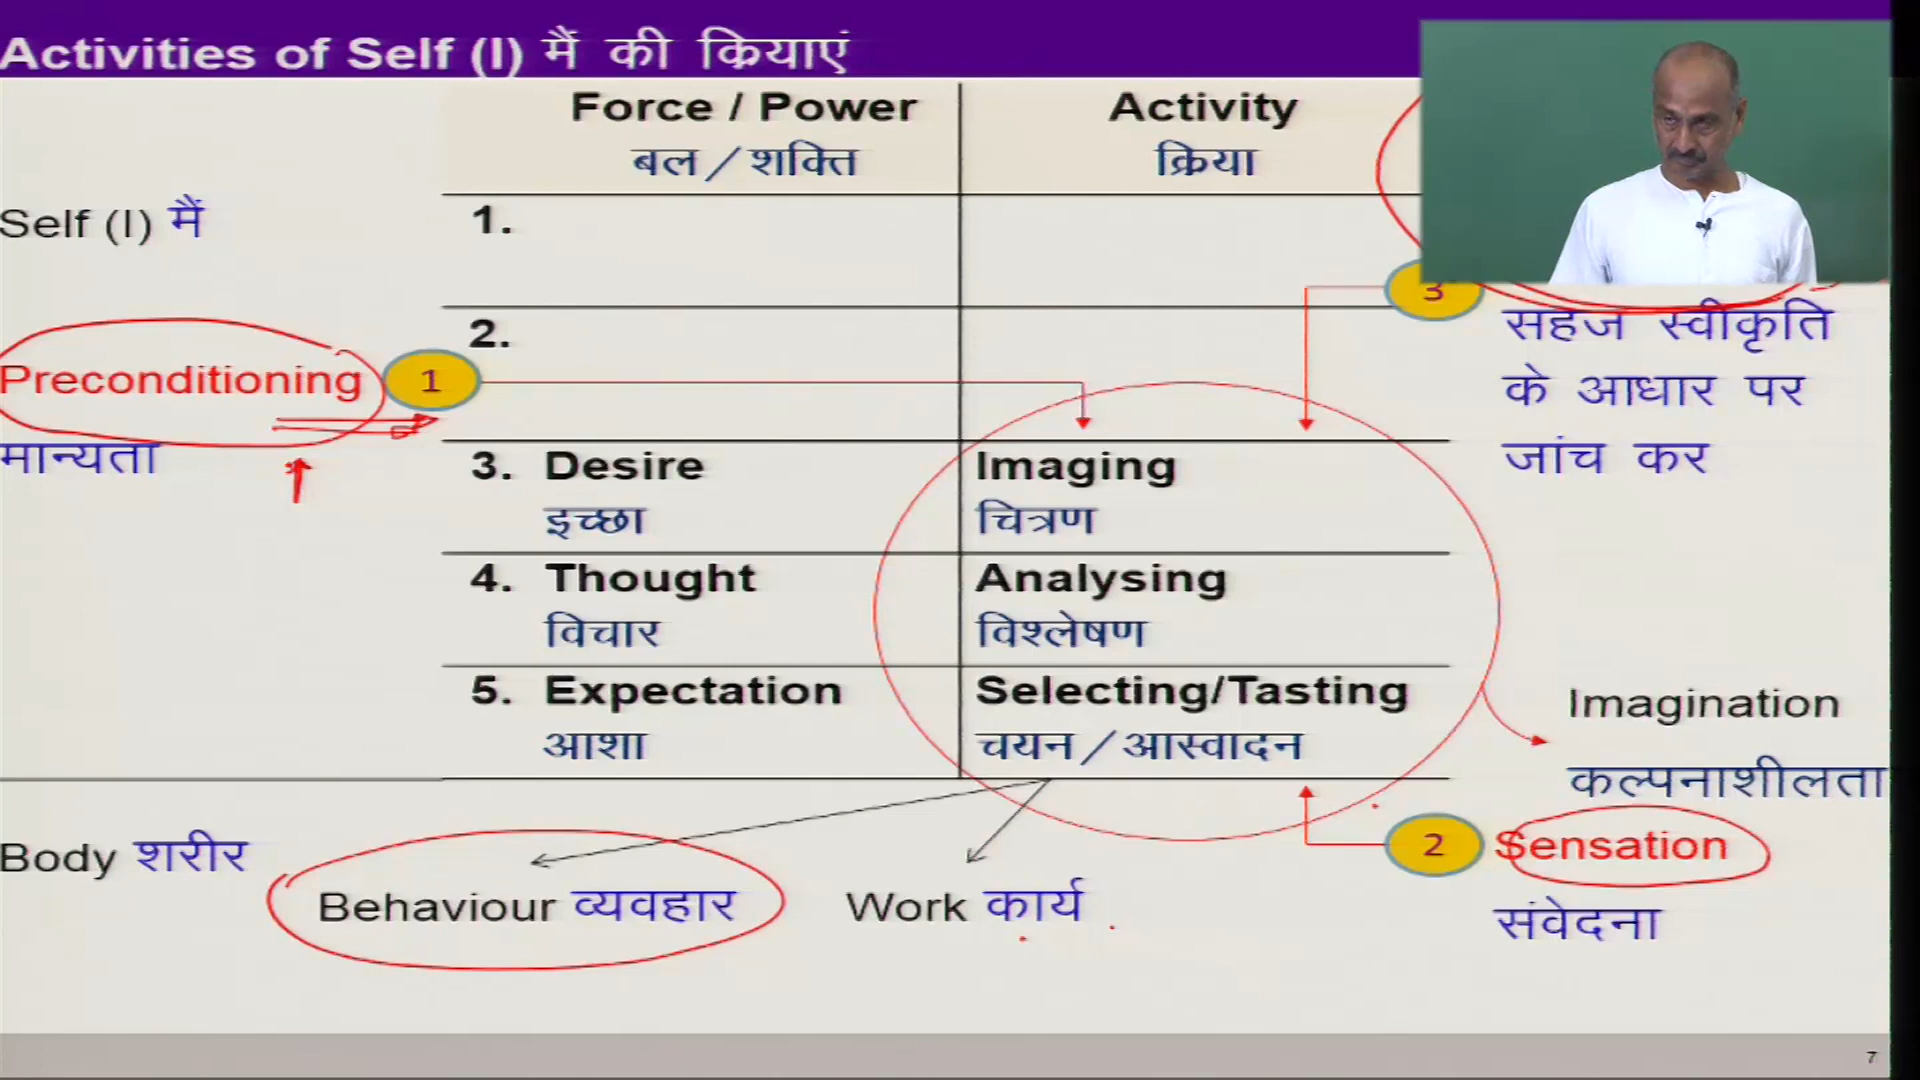 Activities of Self (I) मैं की क्रियाएं
Force / Power
बल/शक्ति
Activity
क्रिया
Self (I) मैं
1.
2.
Preconditioning
मान्यता
1
3
सहज स्वीकृति
के आधार पर
जांच कर
3. Desire
इच्छा
Imaging
चित्रण
4. Thought
विचार
Analysing
विश्लेषण
5. Expectation
आशा
Selecting/Tasting
चयन/आस्वादन
Imagination
कल्पनाशीलता
Body शरीर
Behaviour व्यवहार
Work कार्य
2
Sensation
संवेदना
7